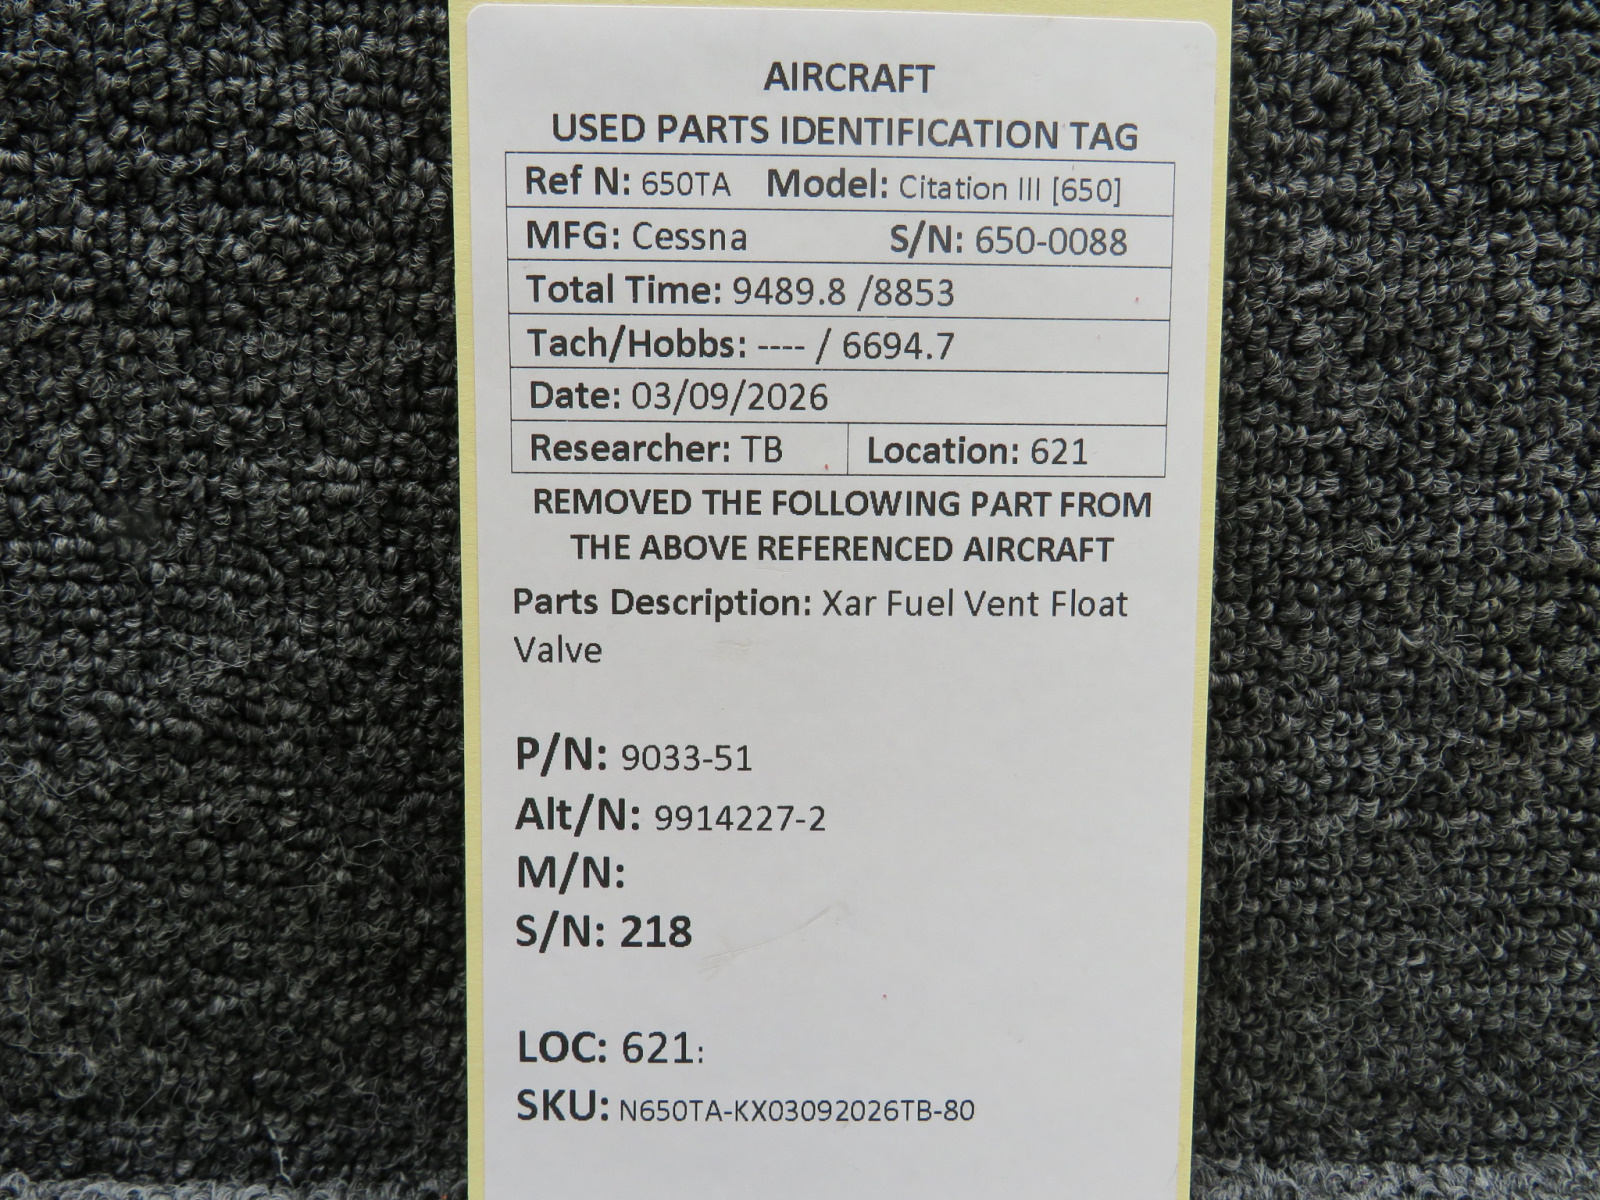 AIRCRAFT
USED PARTS IDENTIFICATION TAG
Ref N: 650TA Model: Citation III [650]
MFG: Cessna S/N: 650-0088
Total Time: 9489.8 /8853
Tach/Hobbs: ---- / 6694.7
Date: 03/09/2026
Researcher: TB Location: 621
REMOVED THE FOLLOWING PART FROM
THE ABOVE REFERENCED AIRCRAFT
Parts Description: Xar Fuel Vent Float
Valve
P/N: 9033-51
Alt/N: 9914227-2
M/N:
S/N: 218
LOC: 621:
SKU: N650TA-KX03092026TB-80